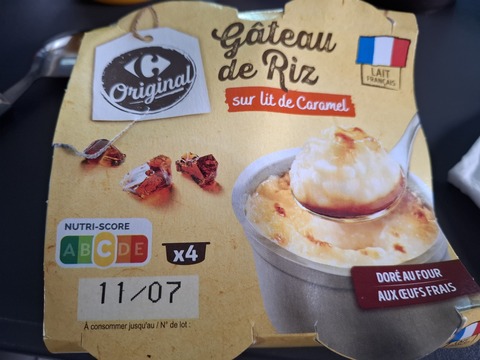 Original
Gâteau
de Riz
sur lit de Caramel
LAIT
FRANÇAIS
NUTRI-SCORE
A B C D E
x4
11/07
À consommer jusqu'au / N° de lot :
DORÉ AU FOUR
AUX ŒUFS FRAIS